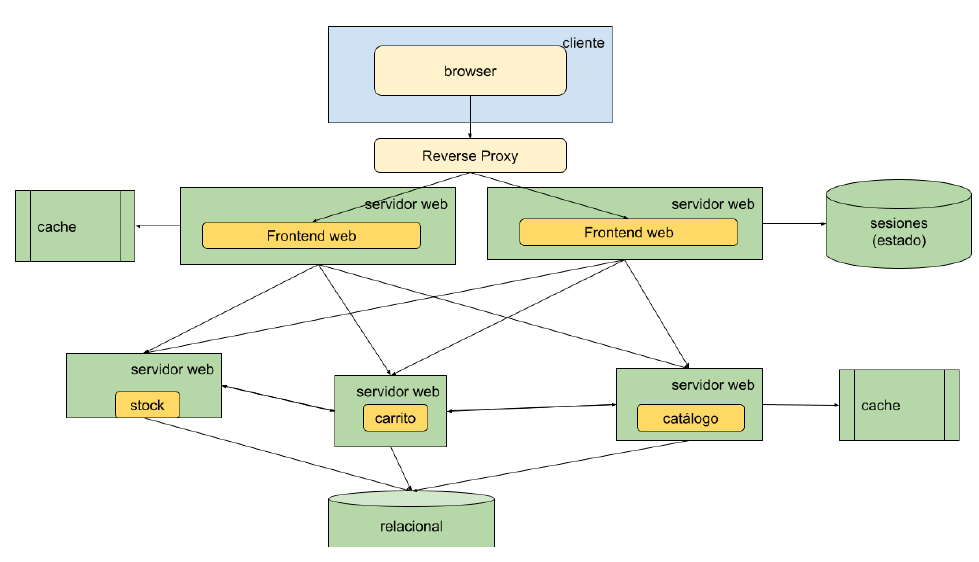 cliente
browser
Reverse Proxy
servidor web
servidor web
cache
Frontend web
Frontend web
sesiones
(estado)
servidor web
servidor web
servidor web
stock
carrito
catálogo
cache
relacional